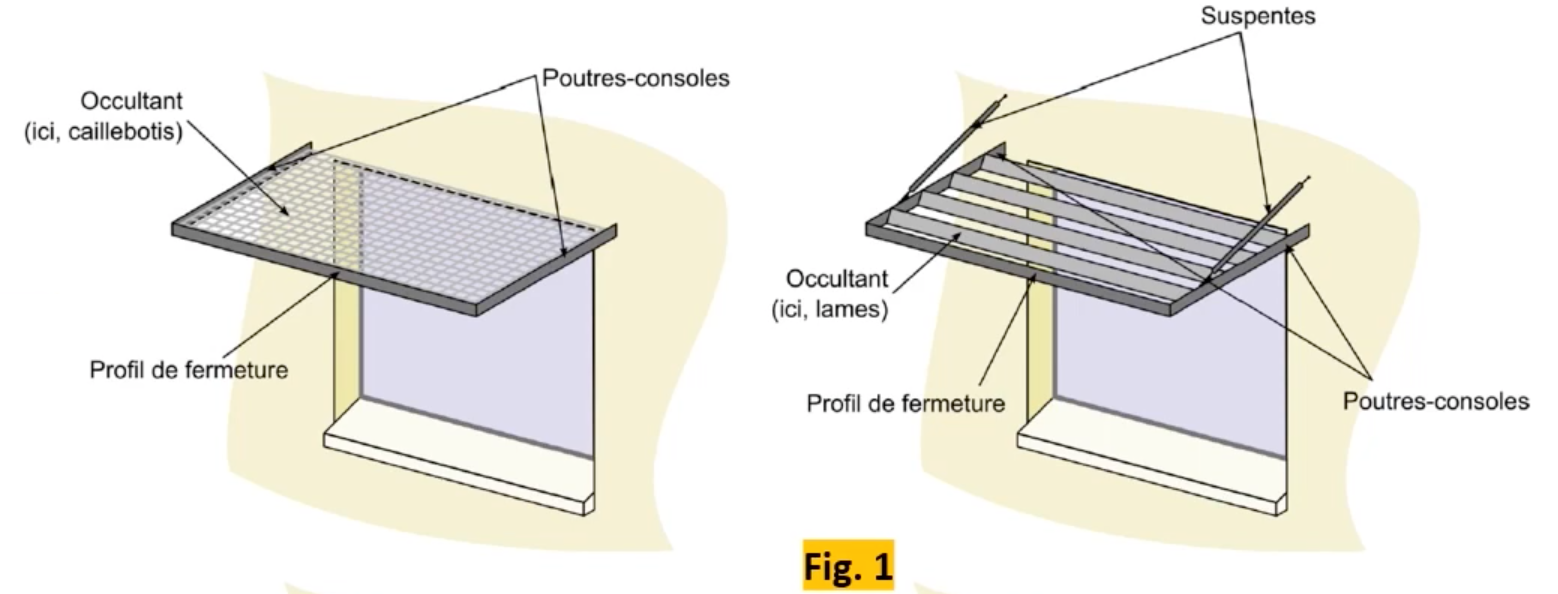 Suspentes
Poutres-consoles
Occultant
(ici, caillebotis)
Profil de fermeture
Occultant
(ici, lames)
Profil de fermeture
Poutres-consoles
Fig. 1